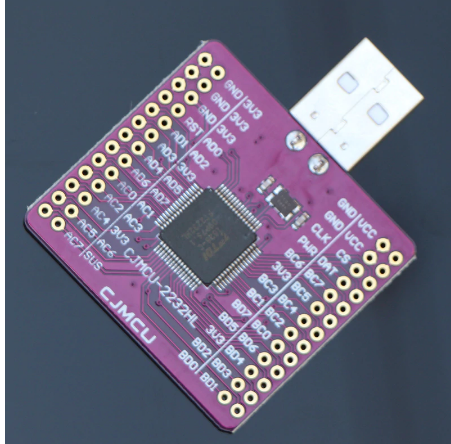 GND 3V3
GND 3V3
GND 3V3
RST AD0
AD1 AD2
AD3 3V3
AD4 AD5
AD6 AD7
AC0 AC1
AC2 AC3
AC4 3V3
AC5 AC6
AC7 SUS
CJMCU 2232HL
CJMCU
GND VCC
GND VCC
CLK CS
PWR DAT
BC6 BC7
3V3 BC5
BC3 BC4
BC1 BC2
BD7 BC0
BD5 BD6
3V3 BD4
BD2 BD3
BD0 BD1